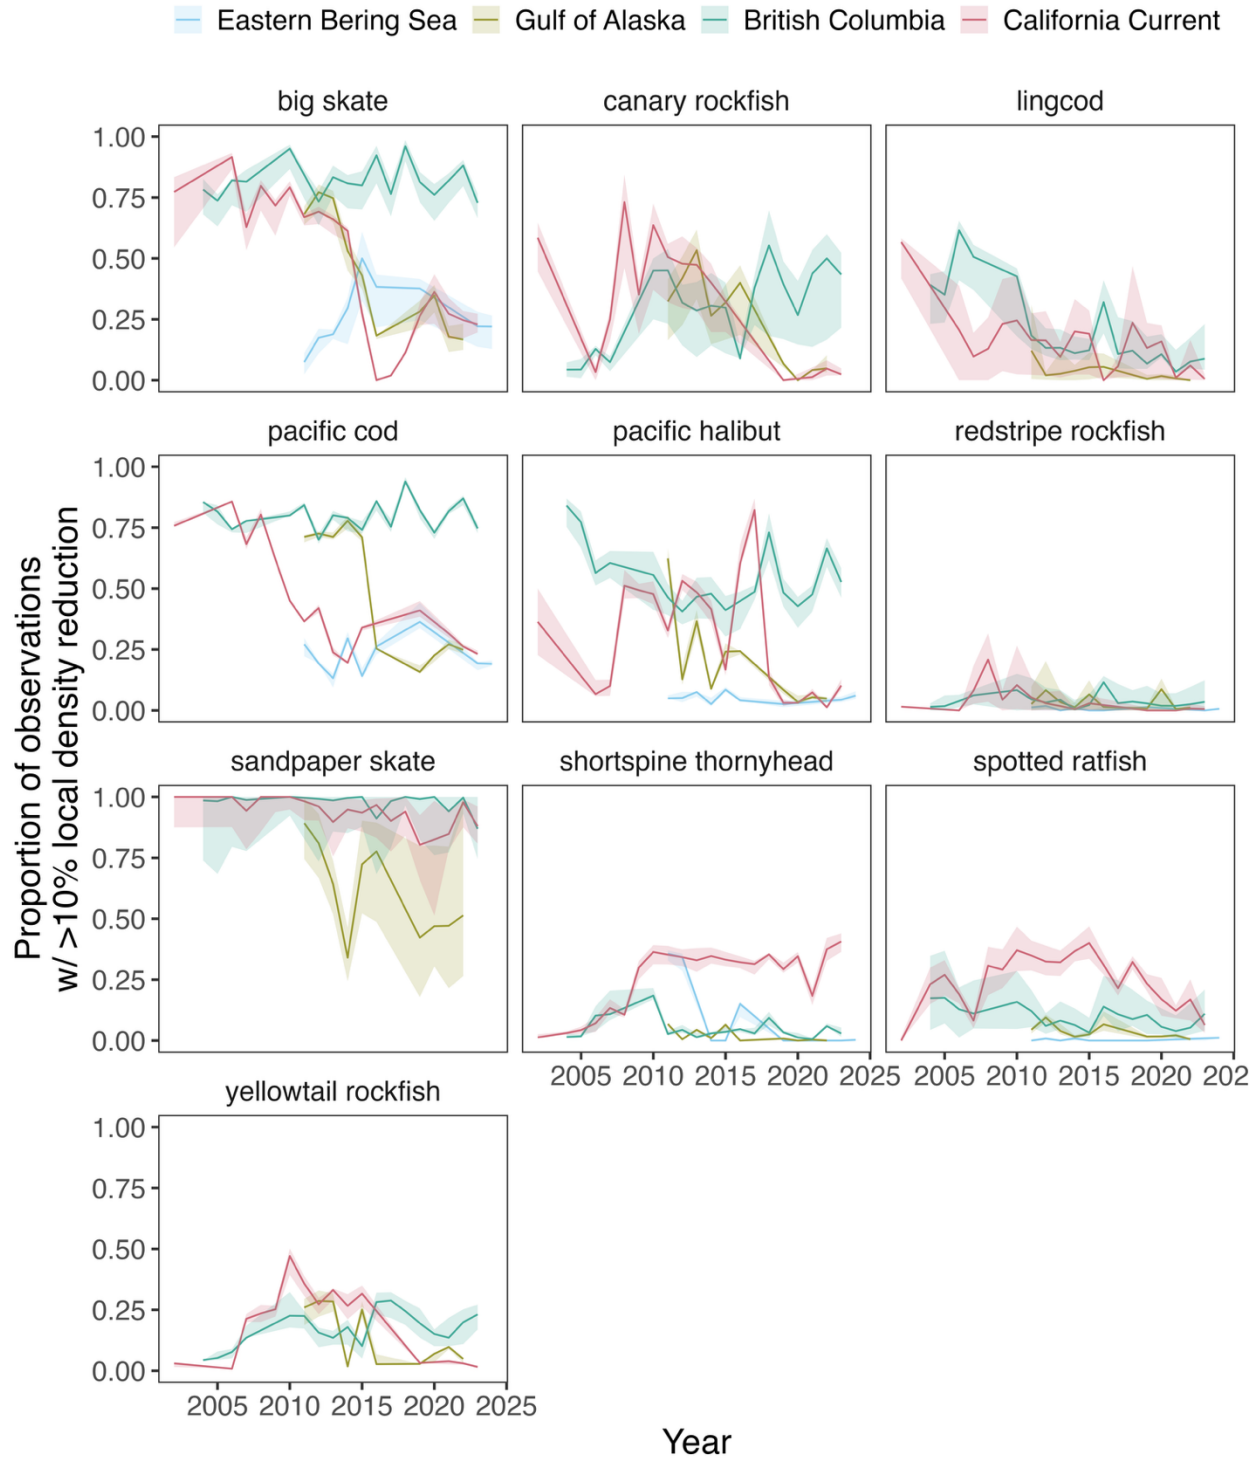 Eastern Bering Sea Gulf of Alaska British Columbia California Current
big skate canary rockfish lingcod
1.00
0.75
0.50
0.25
0.00
pacific cod pacific halibut redstripe rockfish
1.00
0.75
0.50
0.25
0.00
Proportion of observations
w/ >10% local density reduction
sandpaper skate shortspine thornyhead spotted ratfish
1.00
0.75
0.50
0.25
0.00
2005 2010 2015 2020 2025 2005 2010 2015 2020 202
yellowtail rockfish
1.00
0.75
0.50
0.25
0.00
2005 2010 2015 2020 2025
Year